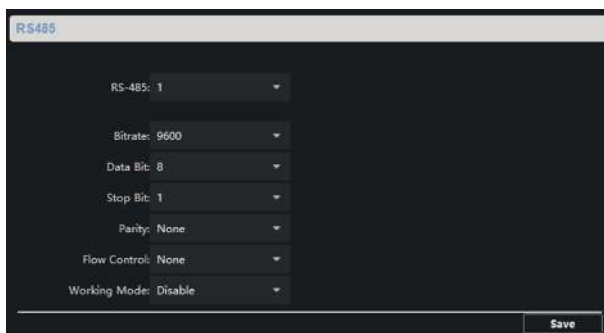 RS485
RS-485: 1
Bitrate: 9600
Data Bit: 8
Stop Bit: 1
Parity: None
Flow Control: None
Working Mode: Disable
Save